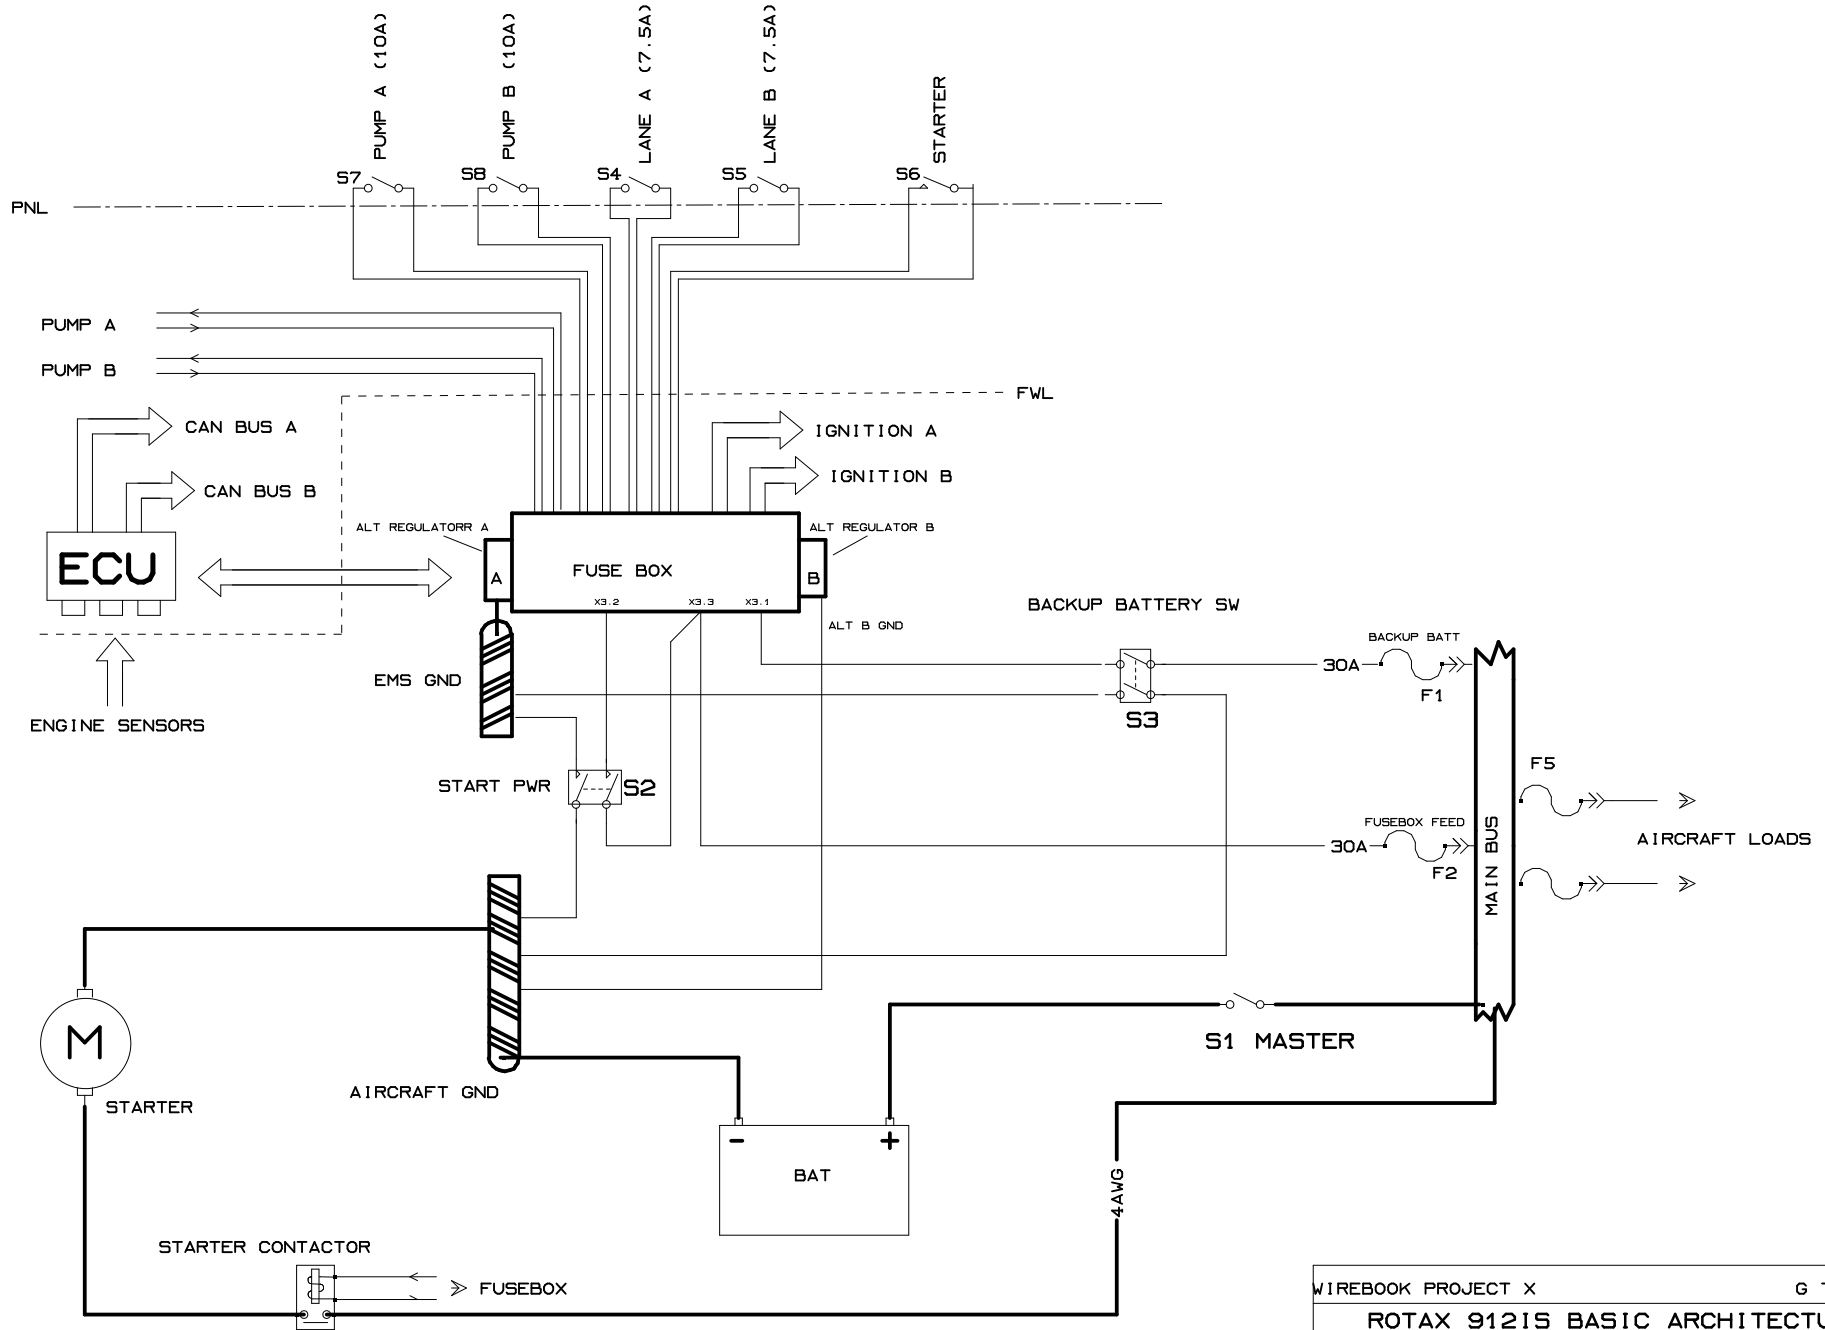 PUMP A (10A)
PUMP B (10A)
LANE A (7.5A)
LANE B (7.5A)
STARTER
S7
S8
S4
S5
S6
PNL
PUMP A
PUMP B
FWL
CAN BUS A
IGNITION A
CAN BUS B
IGNITION B
ALT REGULATORR A
ALT REGULATOR B
ECU
FUSE BOX
A
B
X3.2
X3.3
X3.1
BACKUP BATTERY SW
ALT B GND
BACKUP BATT
30A
F1
EMS GND
S3
ENGINE SENSORS
F5
START PWR
S2
FUSEBOX FEED
30A
F2
MAIN BUS
AIRCRAFT LOADS
M
S1 MASTER
AIRCRAFT GND
STARTER
-
+
BAT
4AWG
STARTER CONTACTOR
FUSEBOX
WIREBOOK PROJECT X
G
ROTAX 912IS BASIC ARCHITECTU